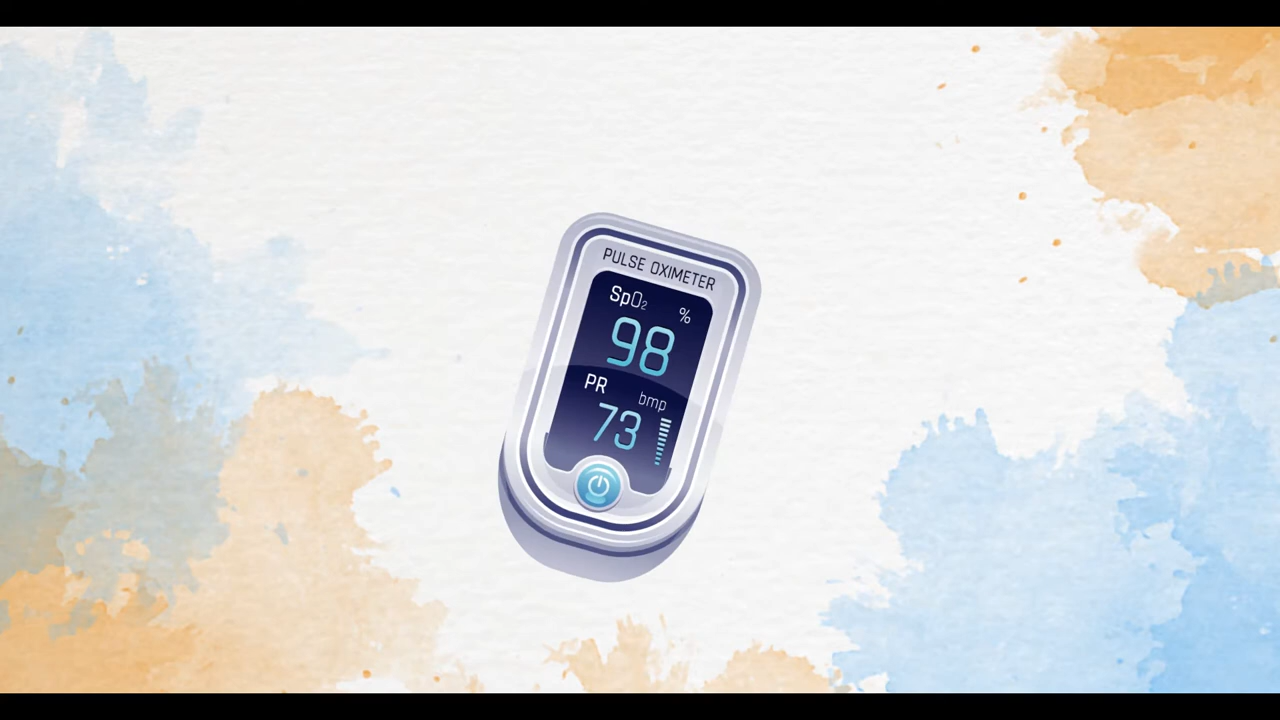 PULSE OXIMETER
SpO₂ %
98
PR bmp
73